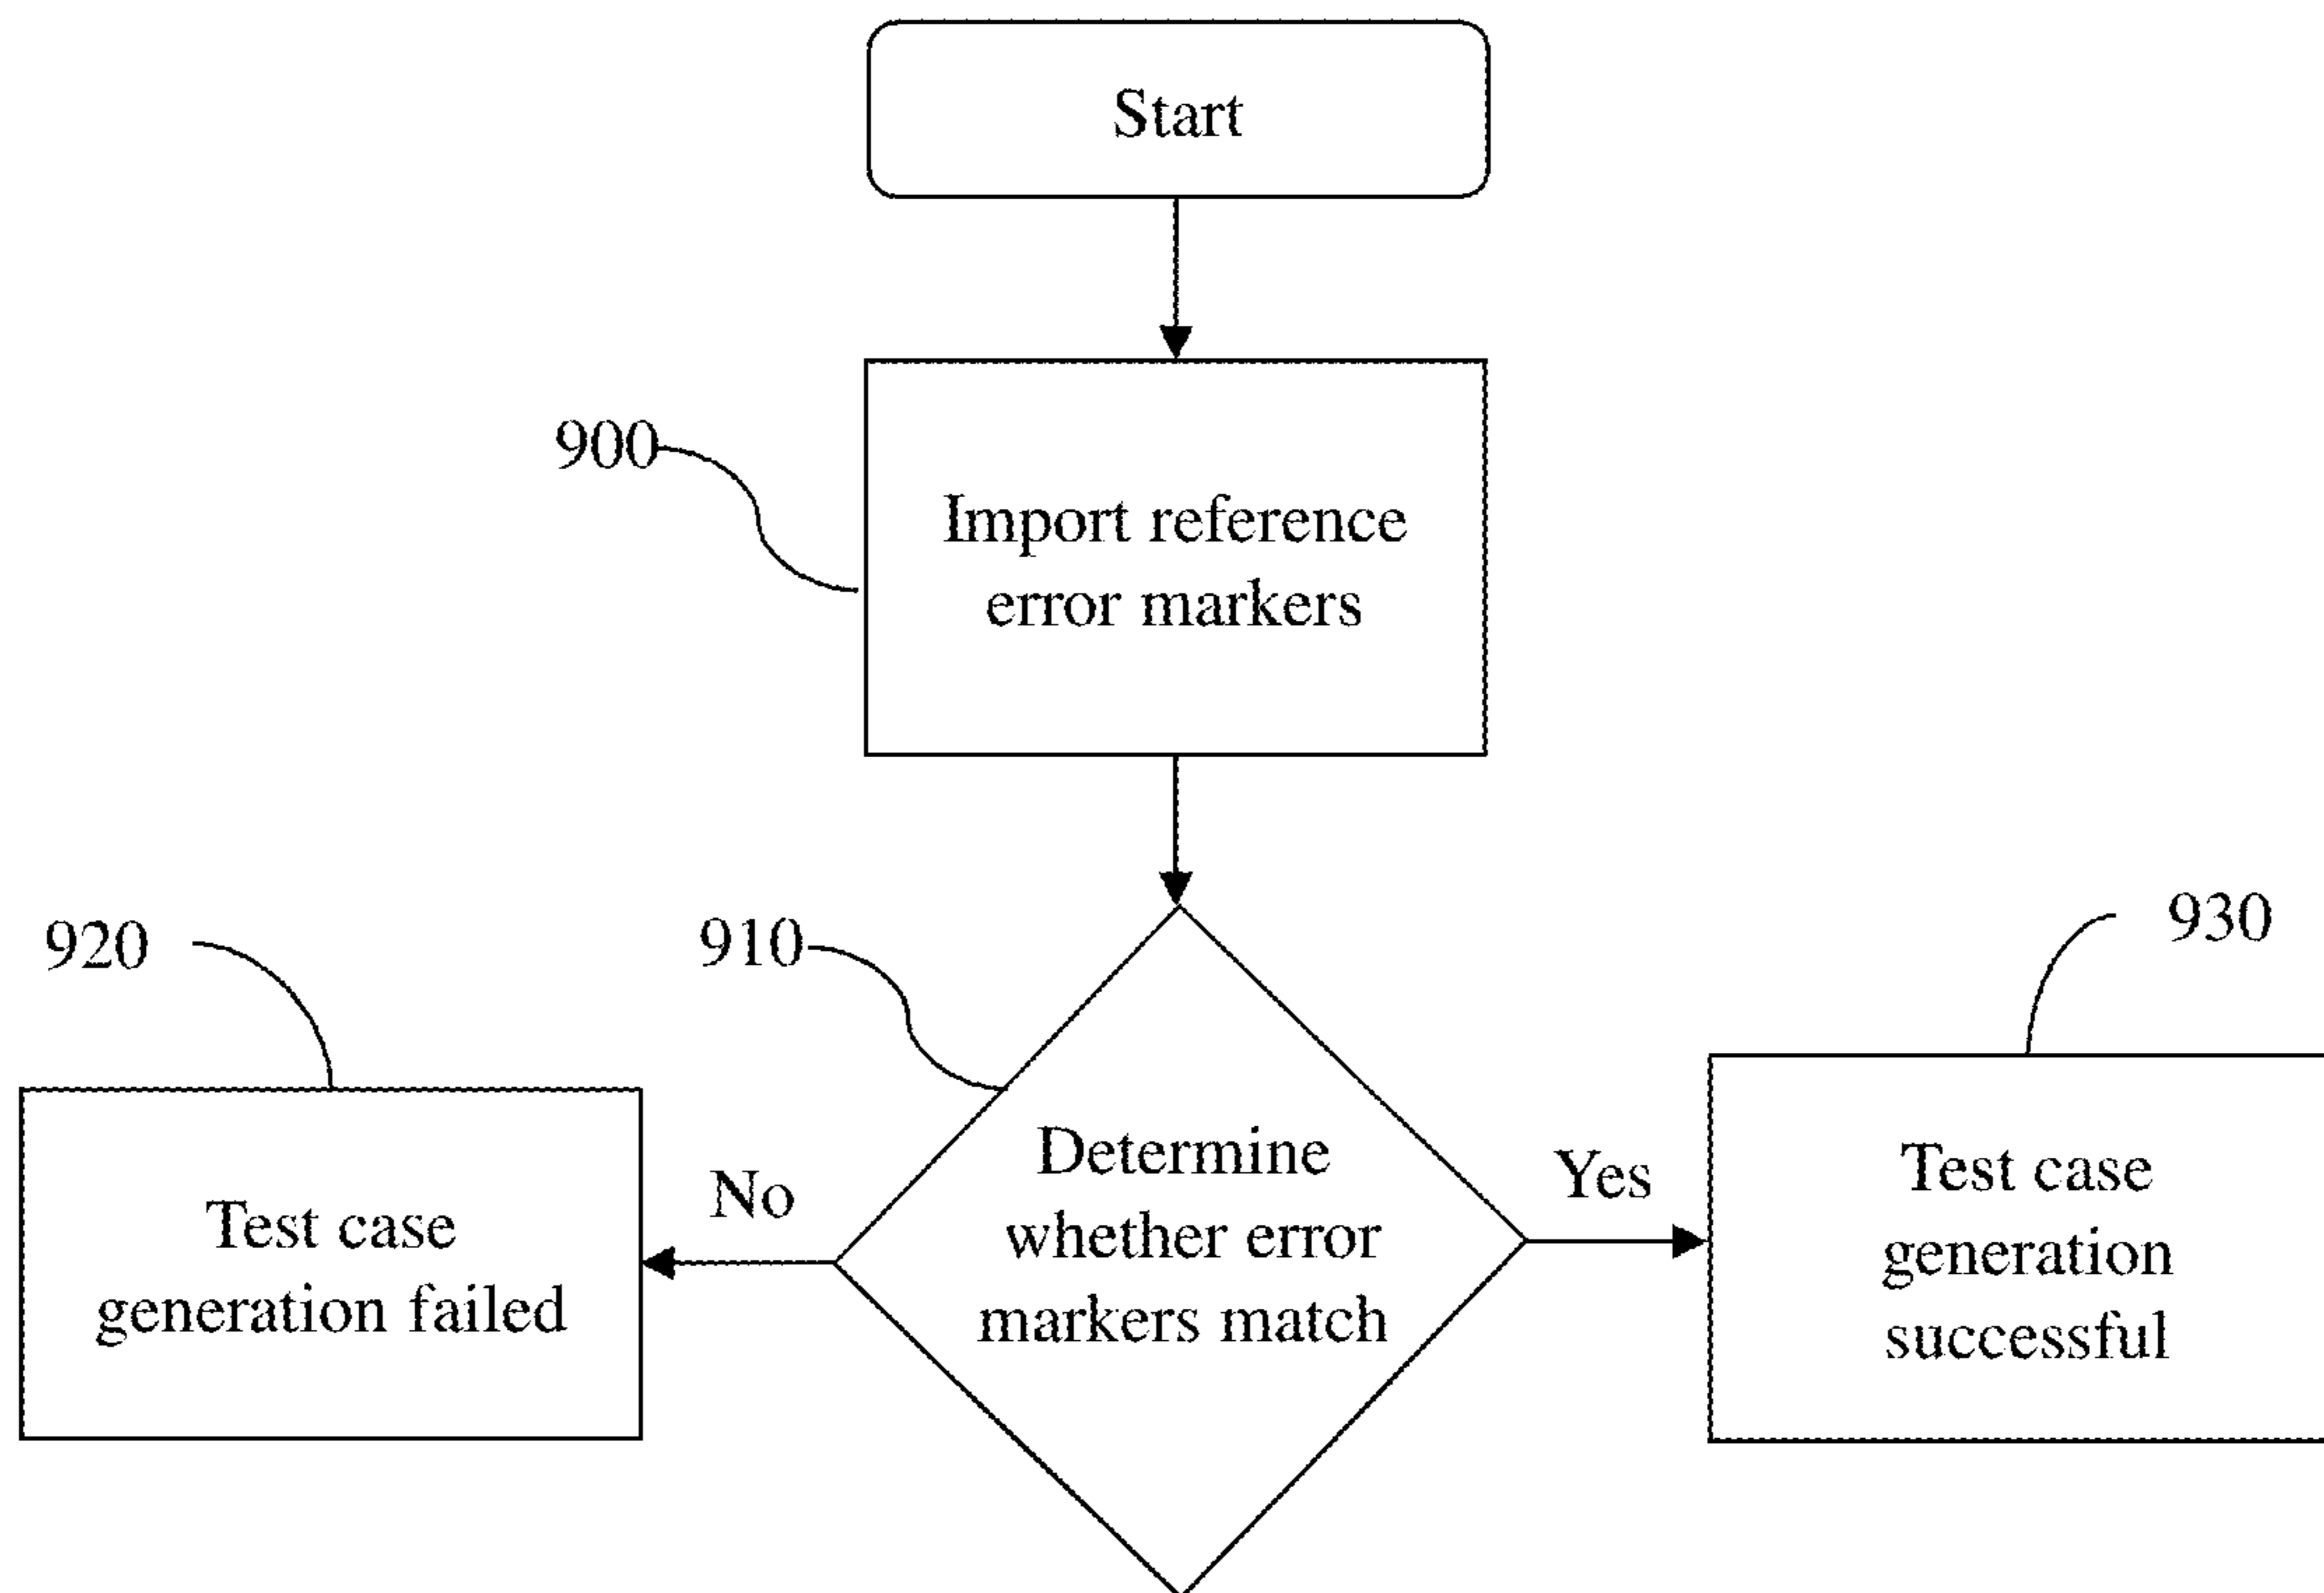 Start
900
Import reference
error markers
920
910
930
Determine
whether error
markers match
No
Yes
Test case
generation failed
Test case
generation
successful